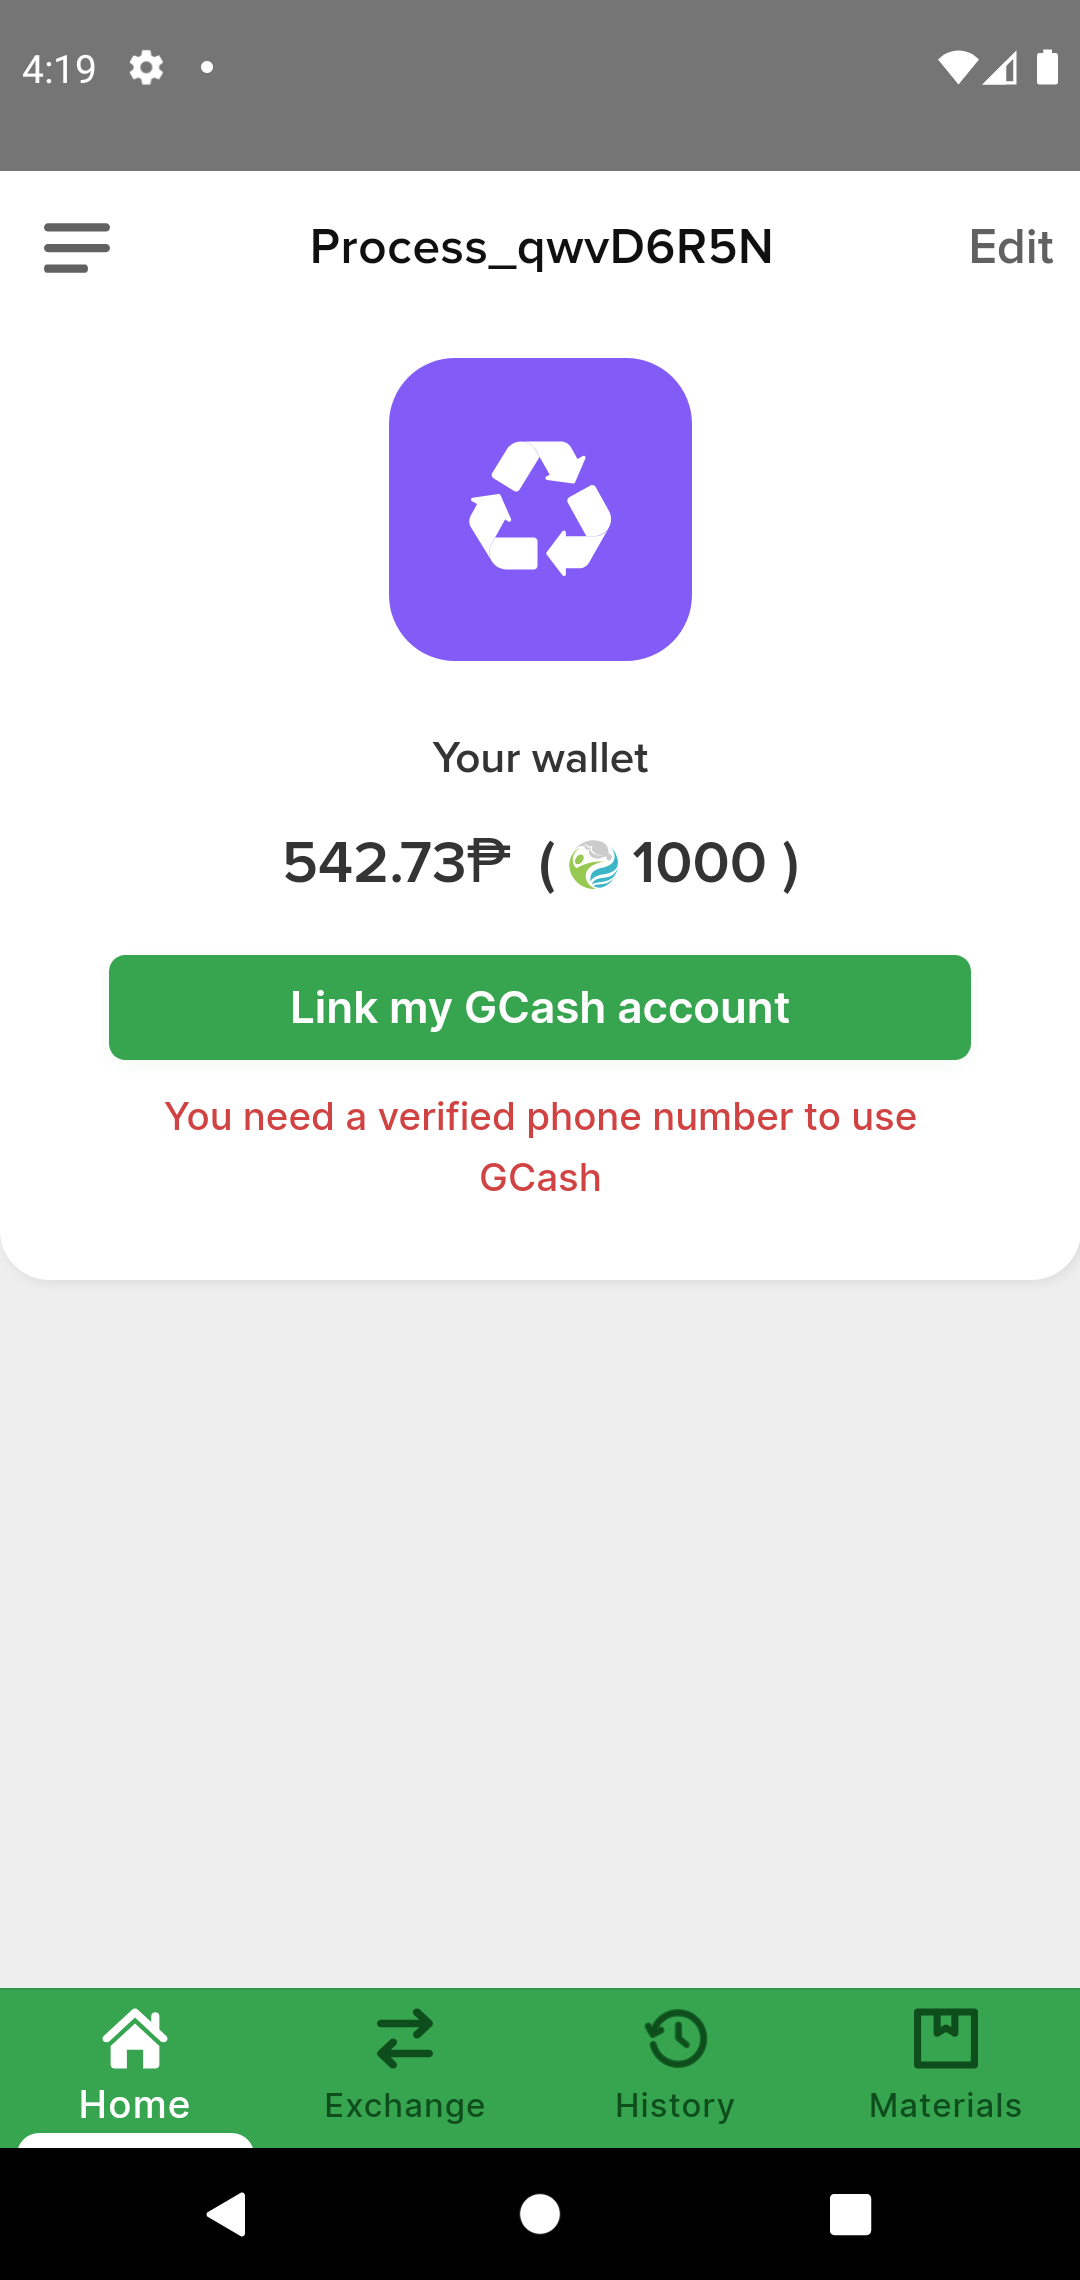 4:19
Process_qwvD6R5N
Edit
Your wallet
542.73₱ ( 1000 )
Link my GCash account
You need a verified phone number to use
GCash
Home
Exchange
History
Materials